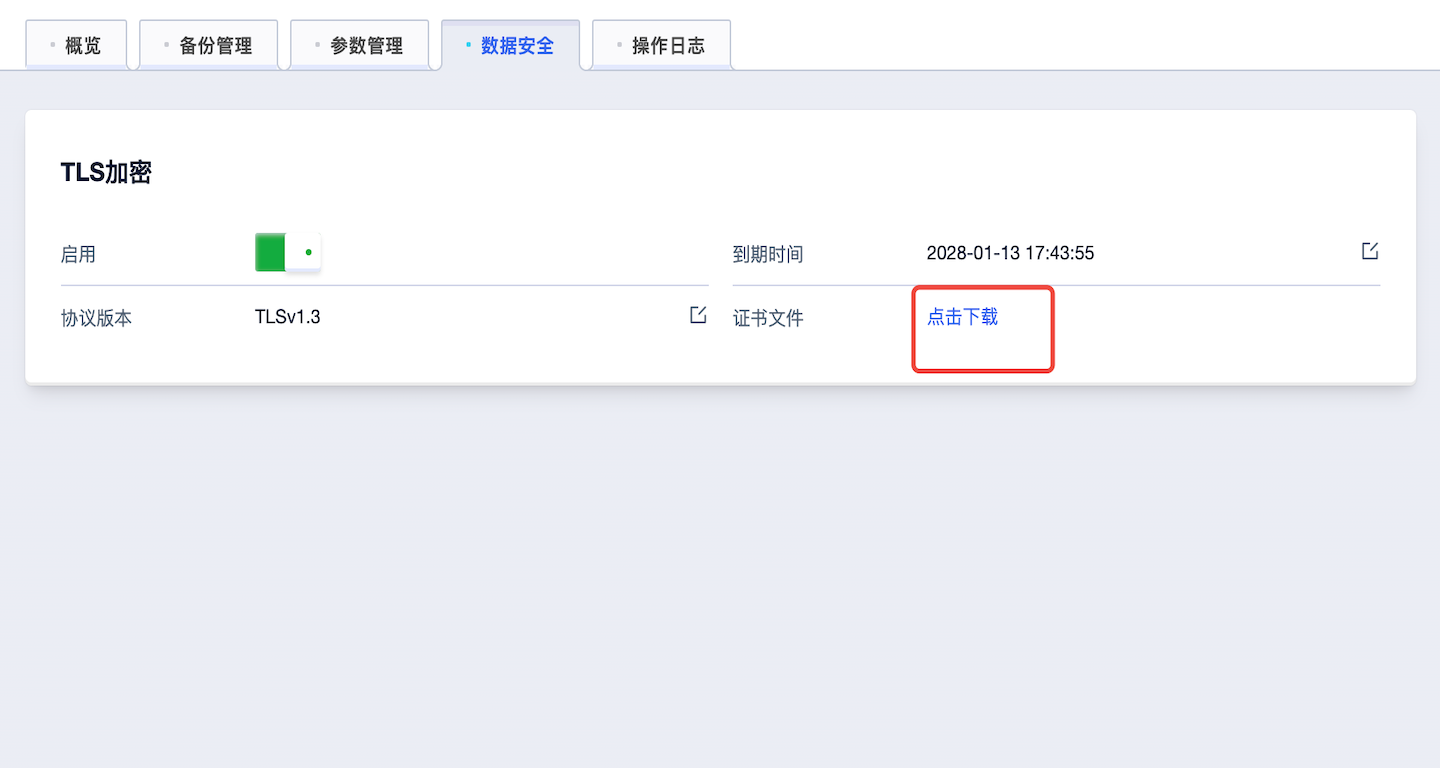 概览 备份管理 参数管理 数据安全 操作日志
TLS加密
启用 到期时间 2028-01-13 17:43:55
协议版本 TLSv1.3 证书文件 点击下载